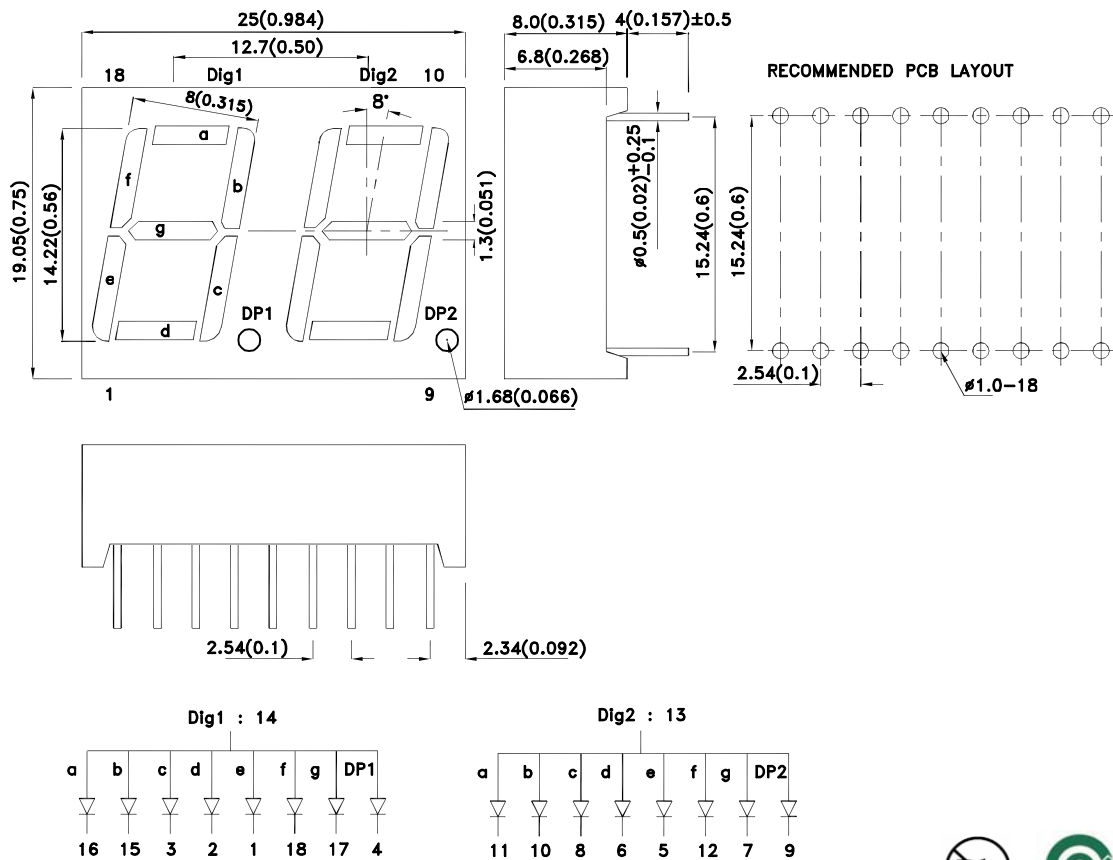 25(0.984)
12.7(0.50)
18 Dig1 Dig2 10
8(0.315)
8°
a
f
b
g
e
c
d
DP1 DP2
19.05(0.75)
14.22(0.56)
1.3(0.051)
1 9
ø1.68(0.066)
8.0(0.315) 4(0.157)±0.5
6.8(0.268)
ø0.5(0.02)+0.25
-0.1
15.24(0.6)
RECOMMENDED PCB LAYOUT
15.24(0.6)
2.54(0.1)
ø1.0-18
2.54(0.1) 2.34(0.092)
Dig1 : 14
a b c d e f g DP1
16 15 3 2 1 18 17 4
Dig2 : 13
a b c d e f g DP2
11 10 8 6 5 12 7 9